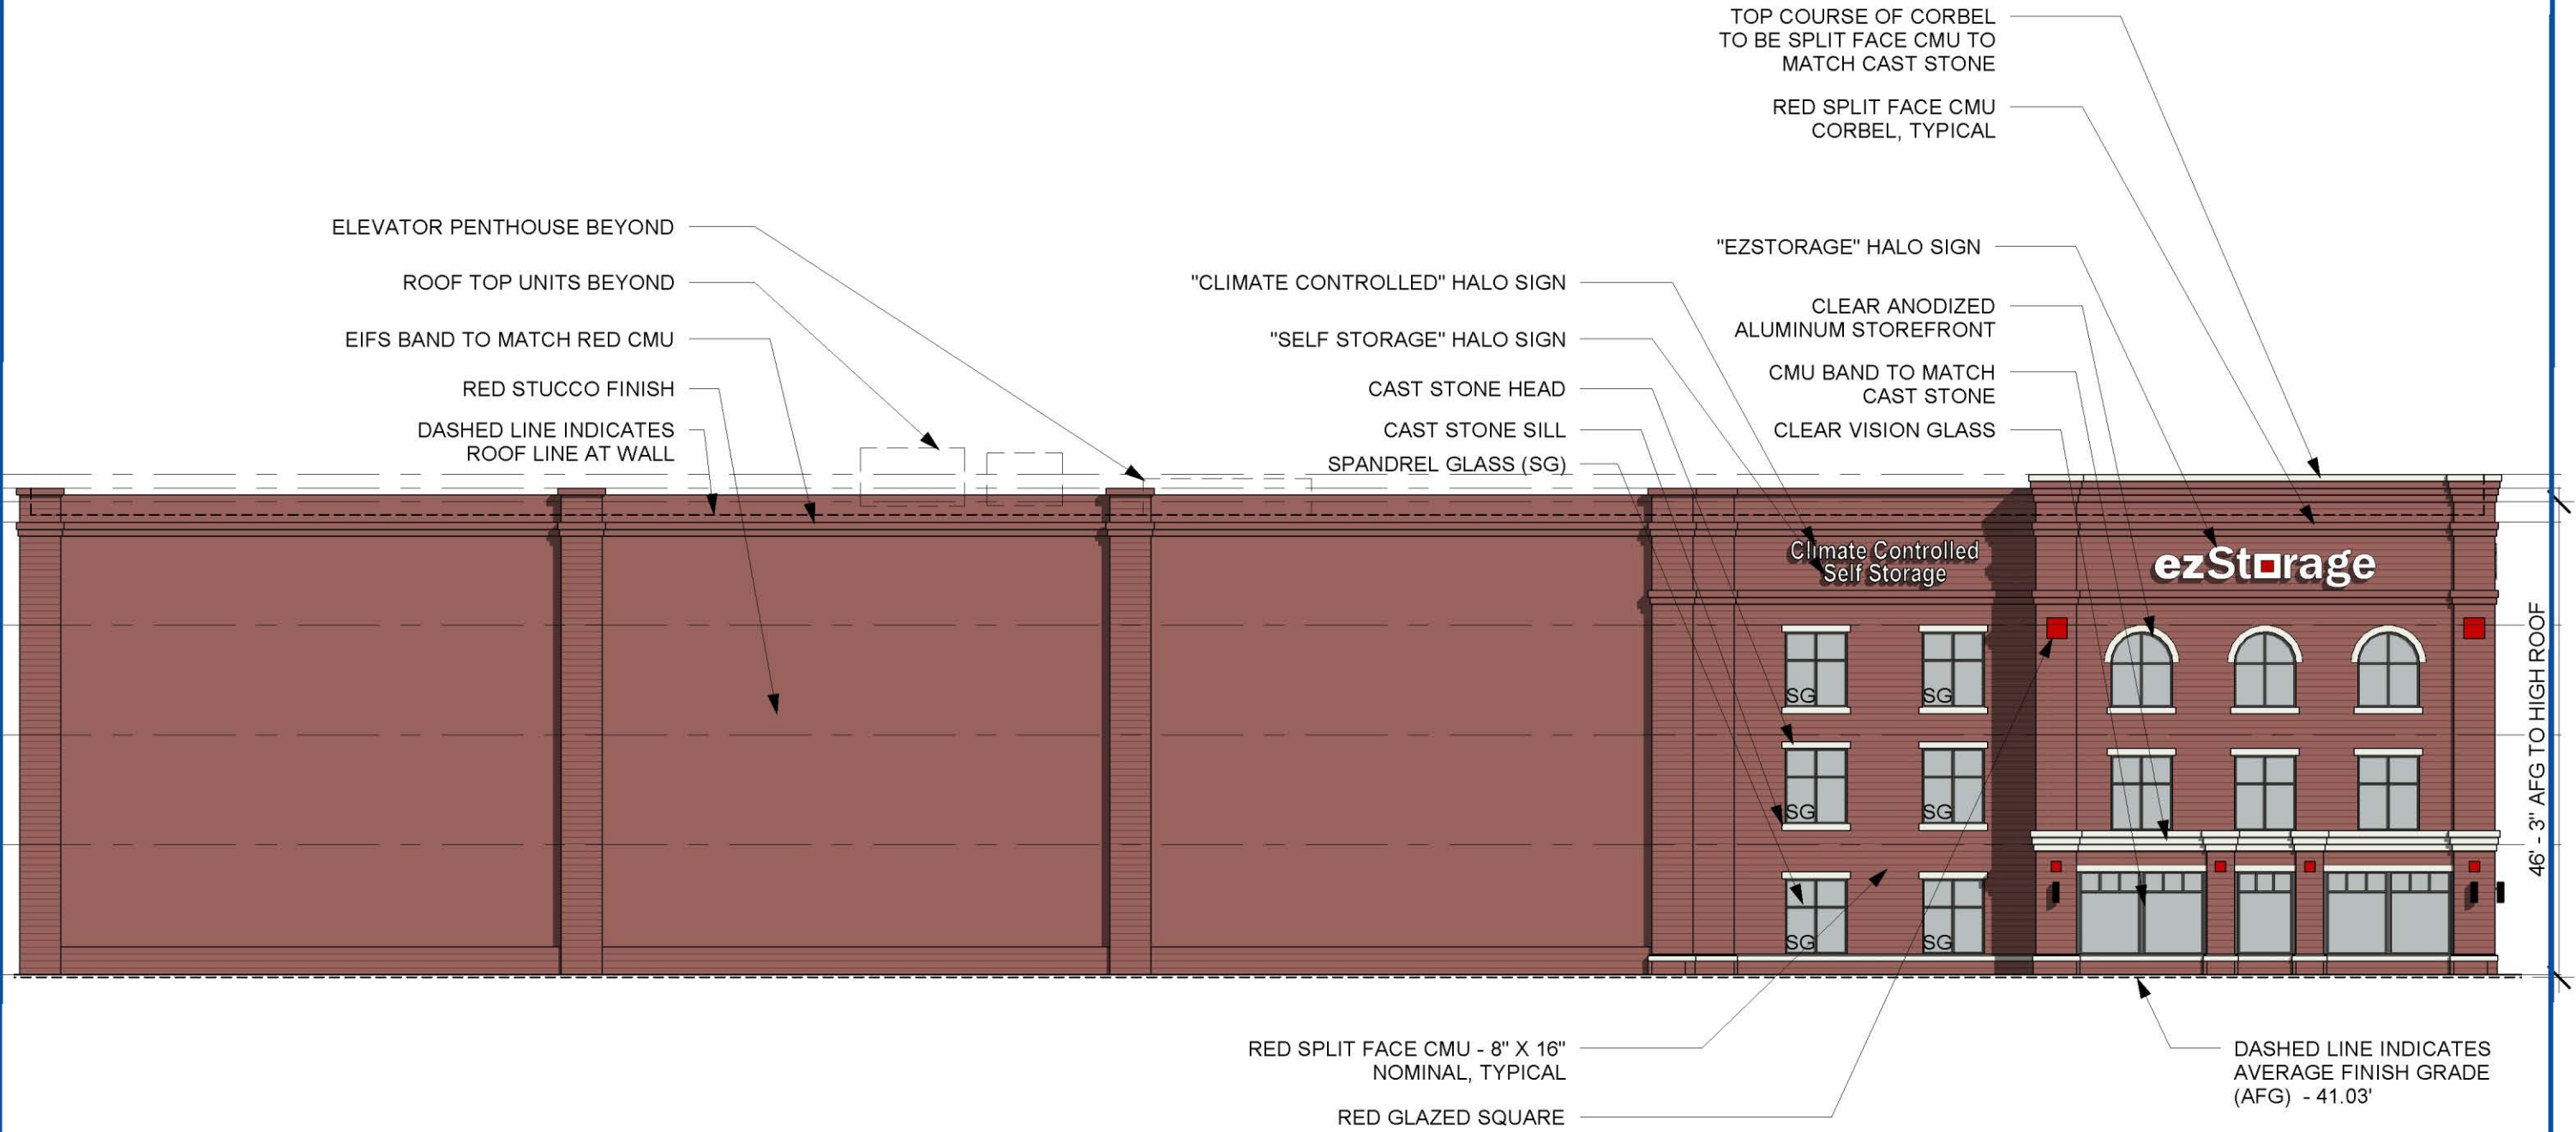 TOP COURSE OF CORBEL
TO BE SPLIT FACE CMU TO
MATCH CAST STONE
RED SPLIT FACE CMU
CORBEL, TYPICAL
ELEVATOR PENTHOUSE BEYOND
ROOF TOP UNITS BEYOND
EIFS BAND TO MATCH RED CMU
RED STUCCO FINISH
DASHED LINE INDICATES
ROOF LINE AT WALL
"CLIMATE CONTROLLED" HALO SIGN
"SELF STORAGE" HALO SIGN
CAST STONE HEAD
CAST STONE SILL
SPANDREL GLASS (SG)
"EZSTORAGE" HALO SIGN
CLEAR ANODIZED
ALUMINUM STOREFRONT
CMU BAND TO MATCH
CAST STONE
CLEAR VISION GLASS
Climate Controlled
Self Storage
ezStorage
SG
SG
SG
SG
SG
SG
46' - 3" AFG TO HIGH ROOF
RED SPLIT FACE CMU - 8" X 16"
NOMINAL, TYPICAL
RED GLAZED SQUARE
DASHED LINE INDICATES
AVERAGE FINISH GRADE
(AFG) - 41.03'